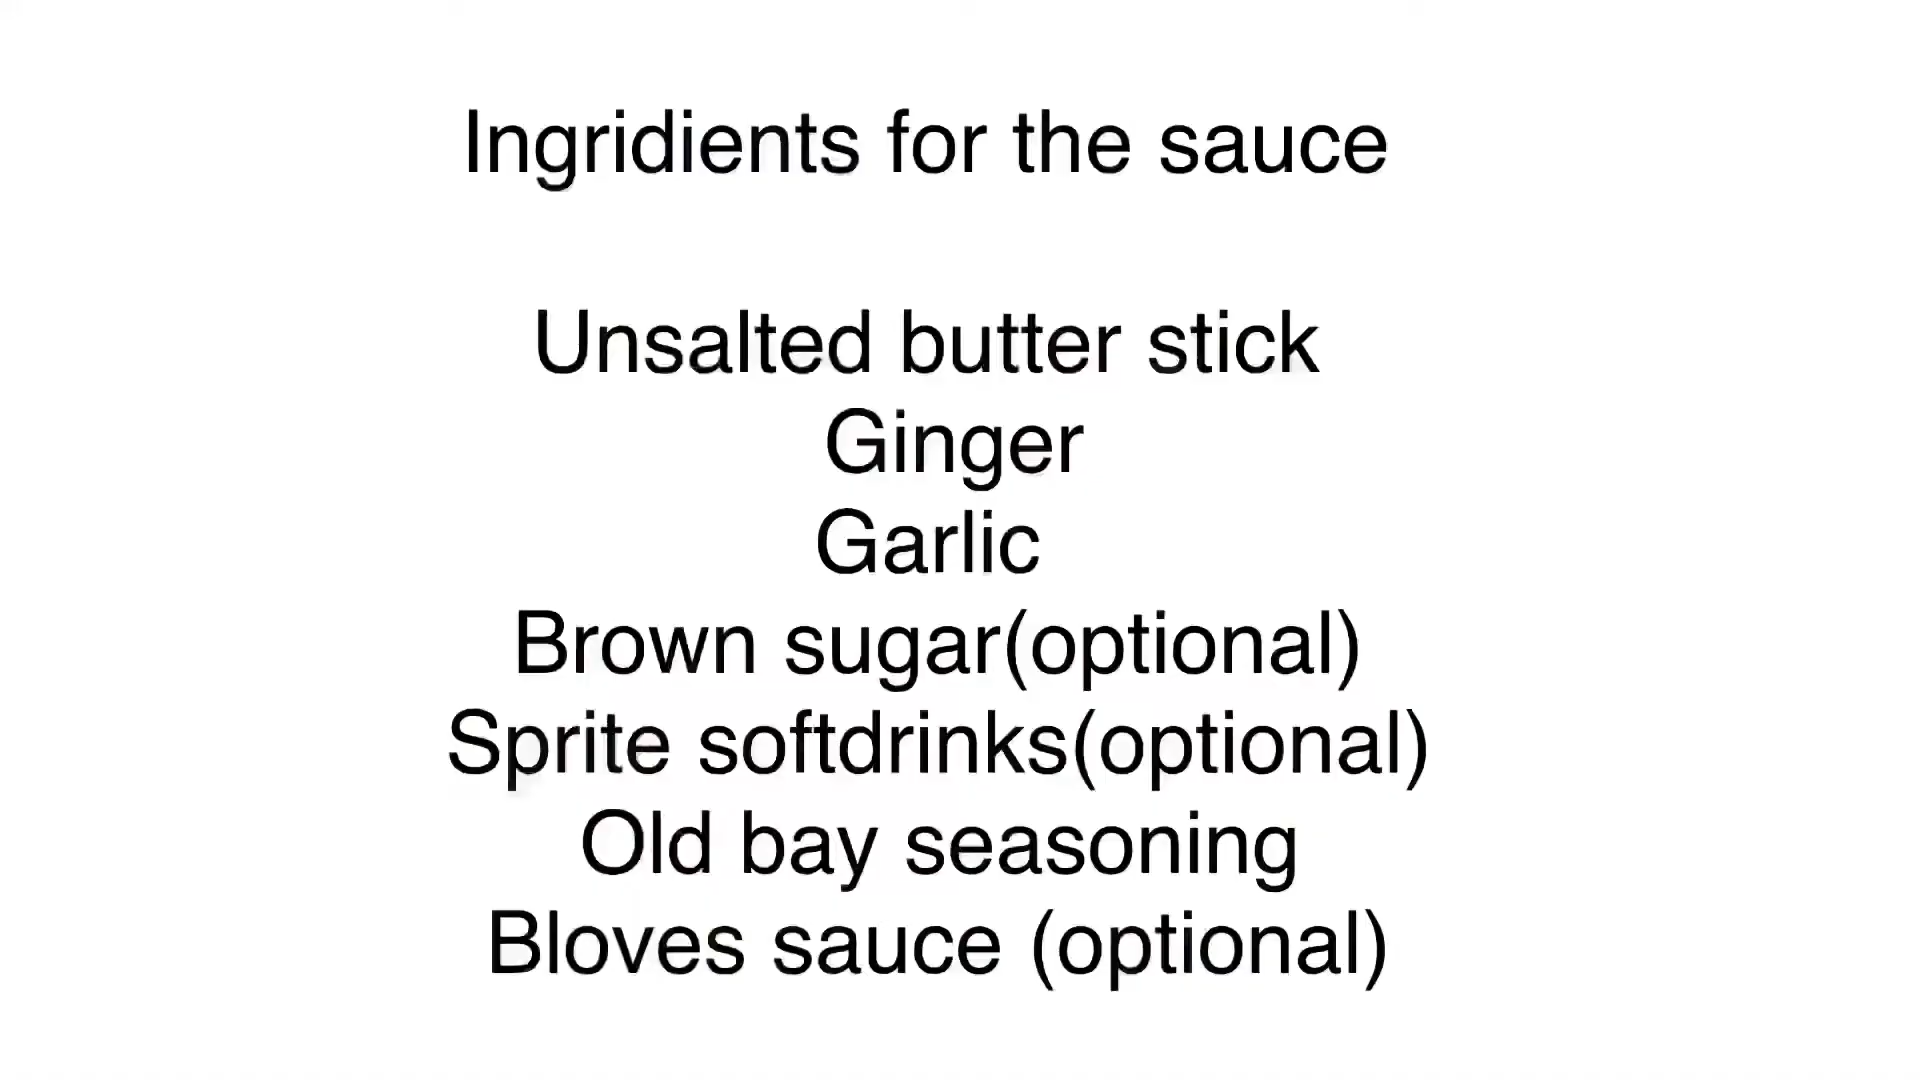 Ingridients for the sauce
Unsalted butter stick
Ginger
Garlic
Brown sugar(optional)
Sprite softdrinks(optional)
Old bay seasoning
Bloves sauce (optional)